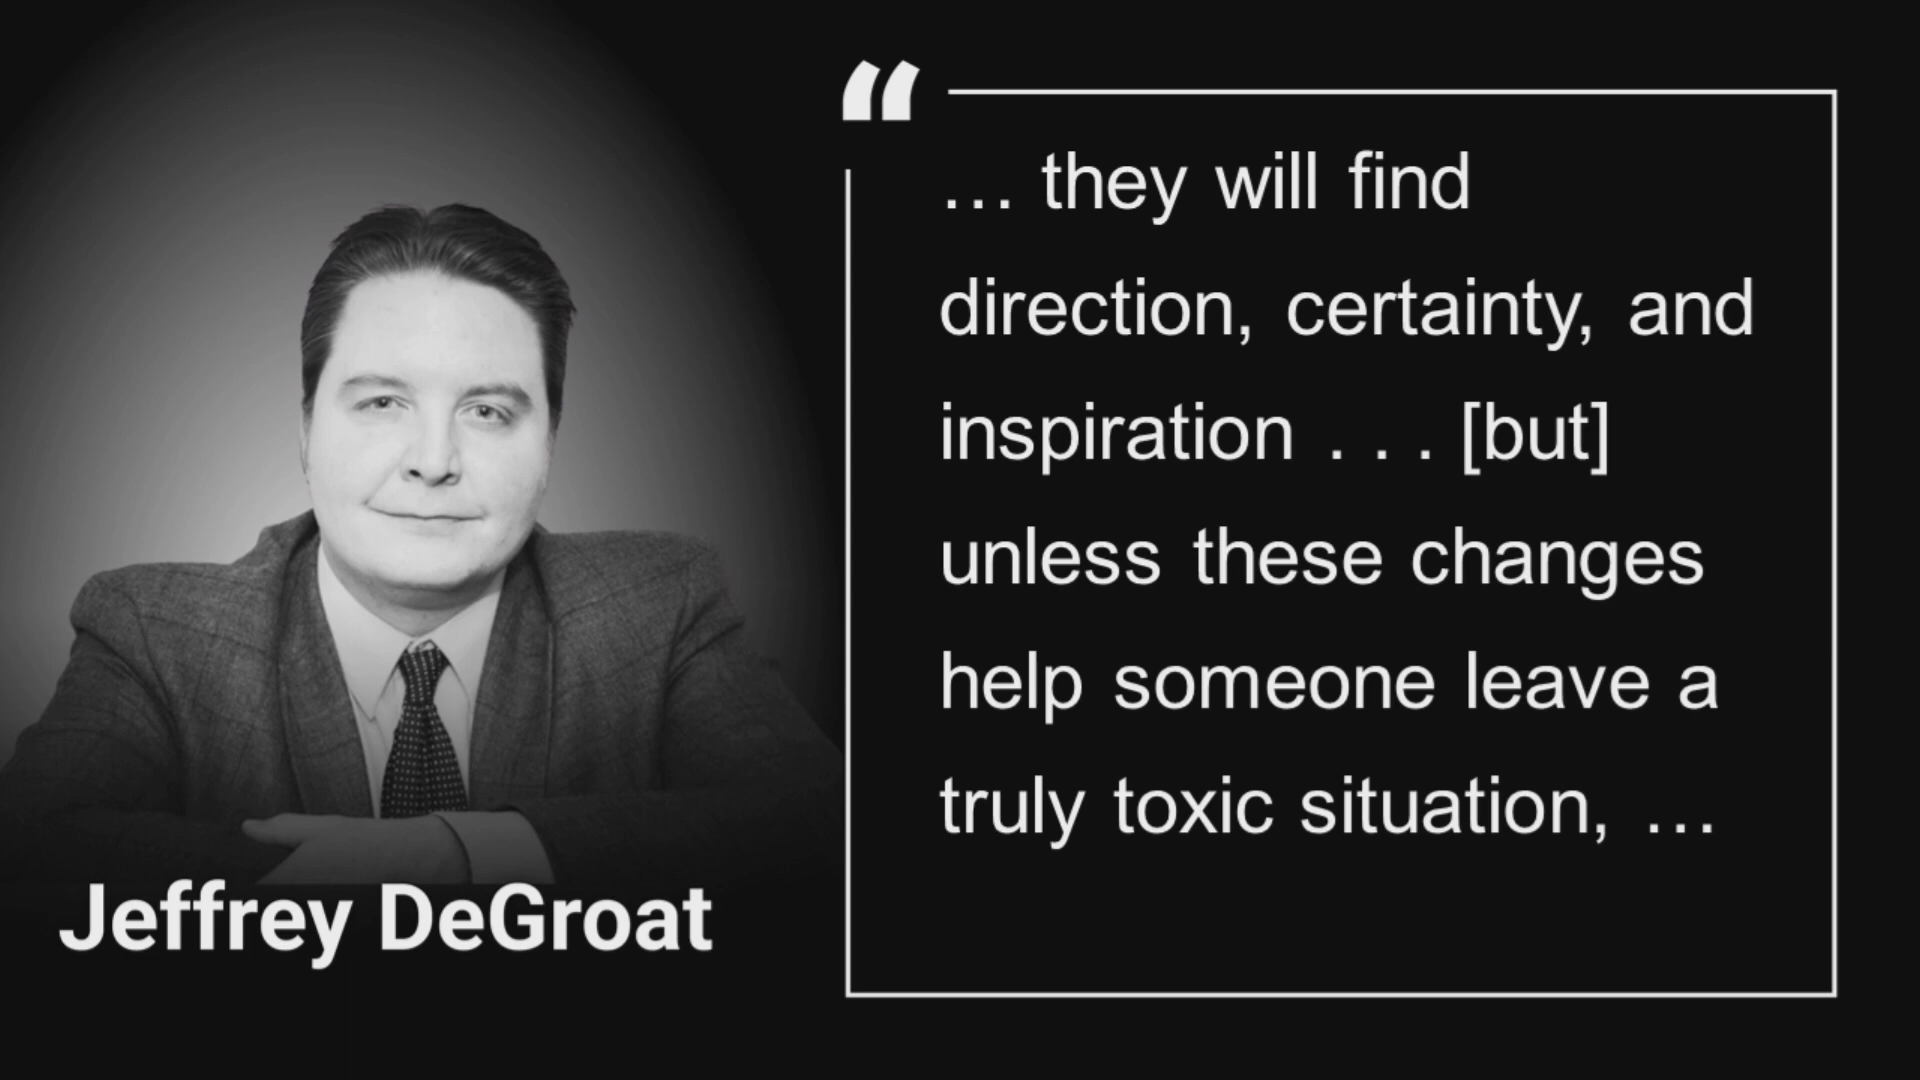 “
… they will find
direction, certainty, and
inspiration . . . [but]
unless these changes
help someone leave a
truly toxic situation, …
Jeffrey DeGroat